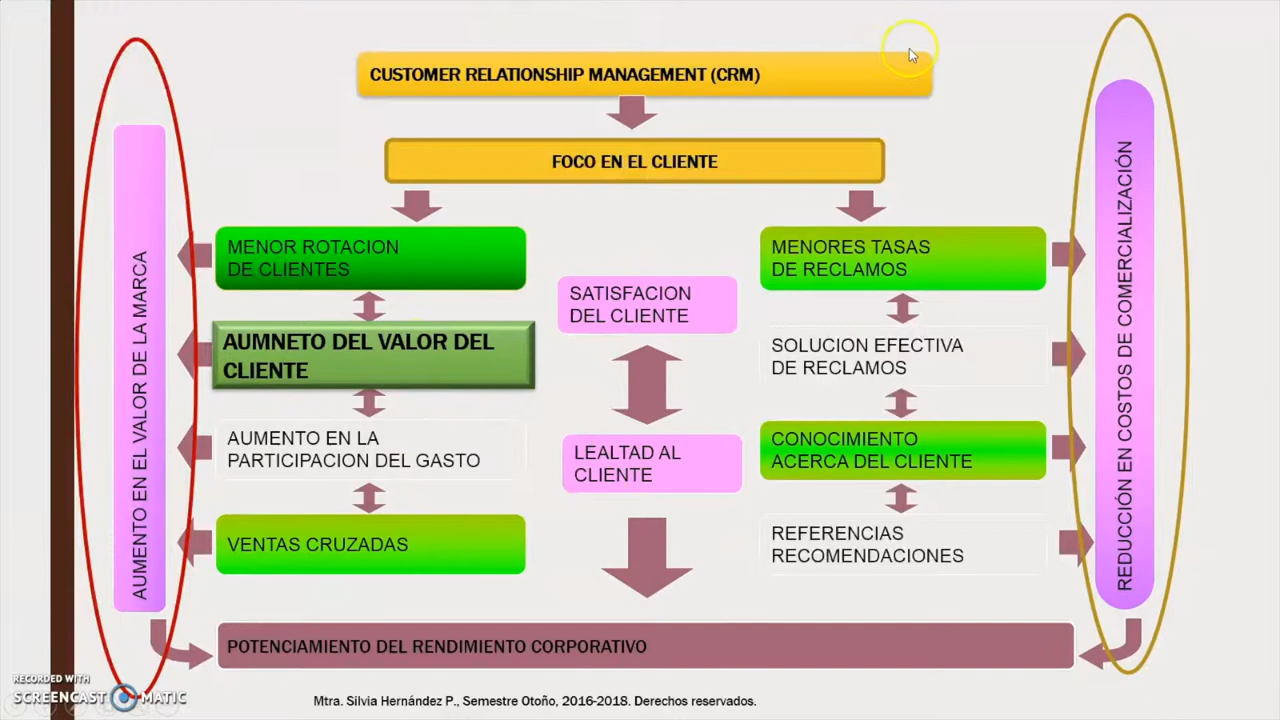 CUSTOMER RELATIONSHIP MANAGEMENT (CRM)
FOCO EN EL CLIENTE
AUMENTO EN EL VALOR DE LA MARCA
MENOR ROTACION
DE CLIENTES
AUMNETO DEL VALOR DEL
CLIENTE
AUMENTO EN LA
PARTICIPACION DEL GASTO
VENTAS CRUZADAS
SATISFACION
DEL CLIENTE
LEALTAD AL
CLIENTE
MENORES TASAS
DE RECLAMOS
SOLUCION EFECTIVA
DE RECLAMOS
CONOCIMIENTO
ACERCA DEL CLIENTE
REFERENCIAS
RECOMENDACIONES
REDUCCIÓN EN COSTOS DE COMERCIALIZACIÓN
POTENCIAMIENTO DEL RENDIMIENTO CORPORATIVO
RECORDED WITH
SCREENCAST MATIC
Mtra. Silvia Hernández P., Semestre Otoño, 2016-2018. Derechos reservados.